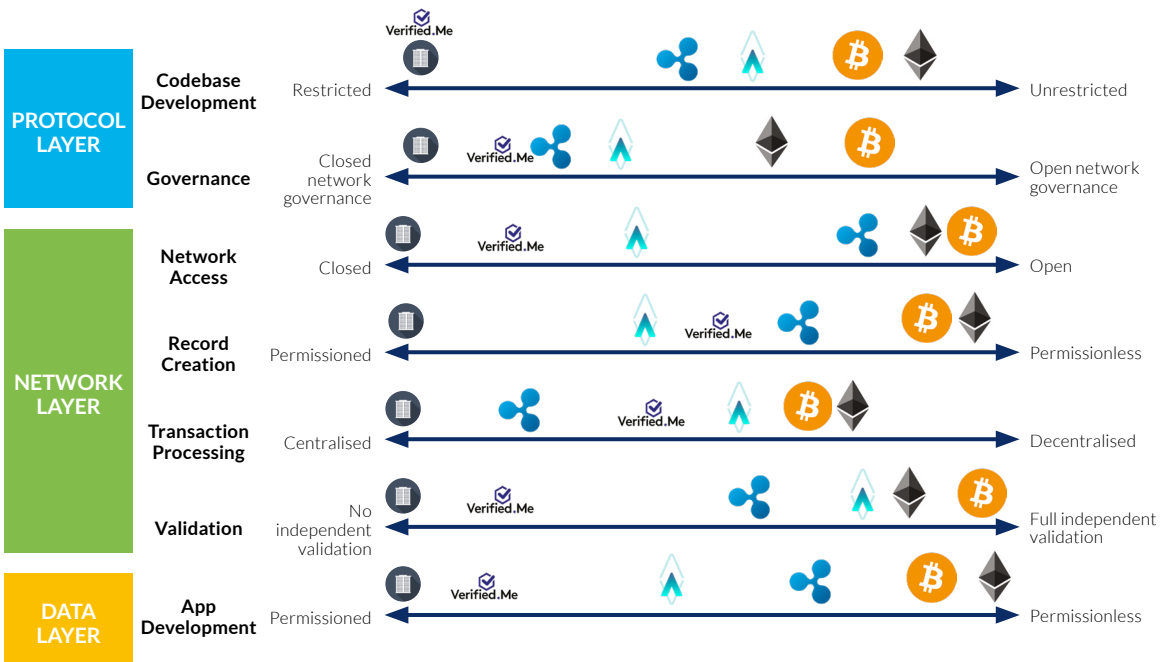 Verified.Me
PROTOCOL
LAYER
Codebase
Development
Restricted
Unrestricted
Governance
Closed
network
governance
Verified.Me
Open network
governance
NETWORK
LAYER
Network
Access
Closed
Verified.Me
Open
Record
Creation
Permissioned
Verified.Me
Permissionless
Transaction
Processing
Centralised
Verified.Me
Decentralised
Validation
No
independent
validation
Verified.Me
Full independent
validation
DATA
LAYER
App
Development
Permissioned
Verified.Me
Permissionless